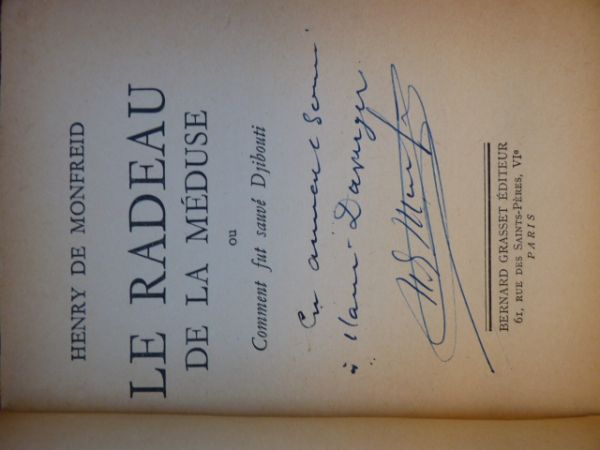 HENRY DE MONFREID
LE RADEAU
DE LA MÉDUSE
ou
Comment fut sauvé Djibouti
à
BERNARD GRASSET ÉDITEUR
61, RUE DES SAINTS-PÈRES, VIᵉ
PARIS